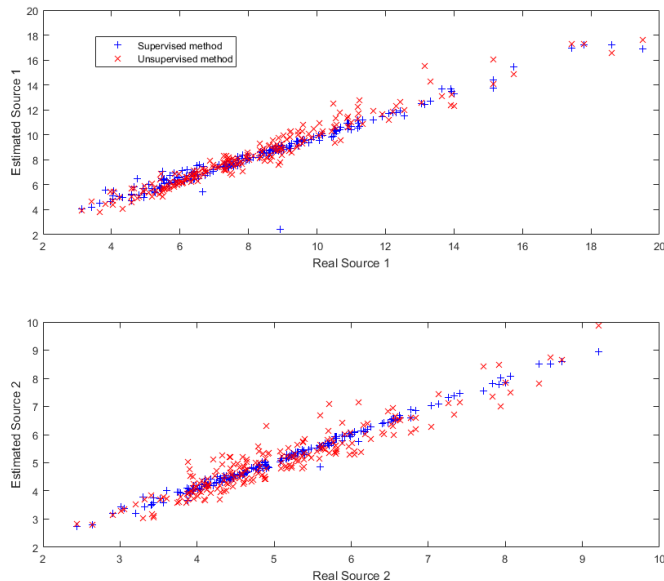 20
18
16
14
12
10
8
6
4
2
Estimated Source 1
Supervised method
Unsupervised method
2 4 6 8 10 12 14 16 18 20
Real Source 1
10
9
8
7
6
5
4
3
2
Estimated Source 2
2 3 4 5 6 7 8 9 10
Real Source 2